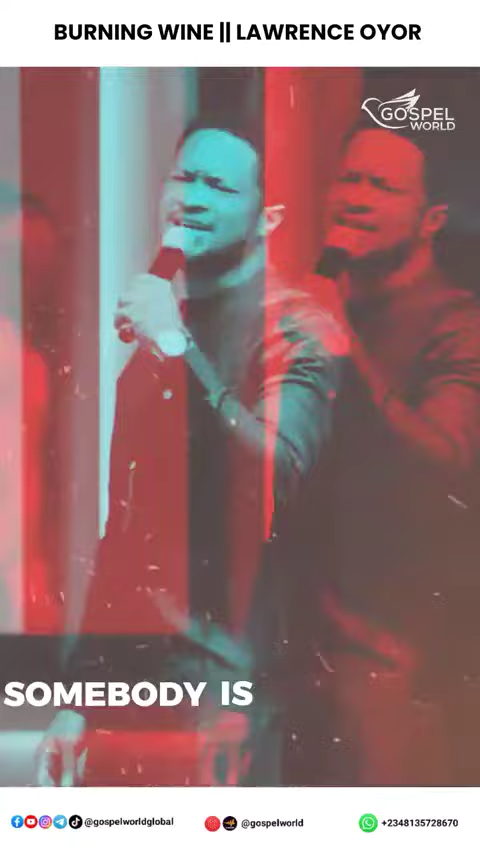 BURNING WINE || LAWRENCE OYOR
GOSPEL
WORLD
SOMEBODY IS
@gospelworldglobal
@gospelworld
+2348135728670